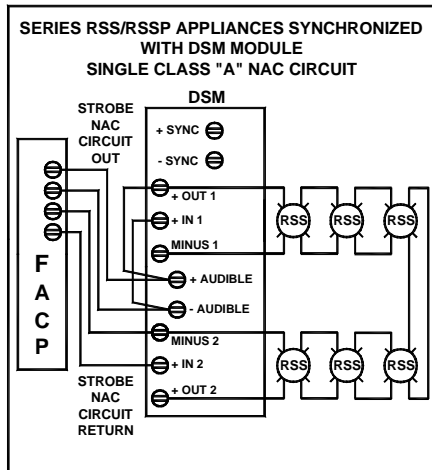 SERIES RSS/RSSP APPLIANCES SYNCHRONIZED
WITH DSM MODULE
SINGLE CLASS "A" NAC CIRCUIT
STROBE
NAC
CIRCUIT
OUT
DSM
+ SYNC
- SYNC
+ OUT 1
+ IN 1
MINUS 1
+ AUDIBLE
- AUDIBLE
MINUS 2
+ IN 2
+ OUT 2
F
A
C
P
RSS
RSS
RSS
RSS
RSS
RSS
STROBE
NAC
CIRCUIT
RETURN